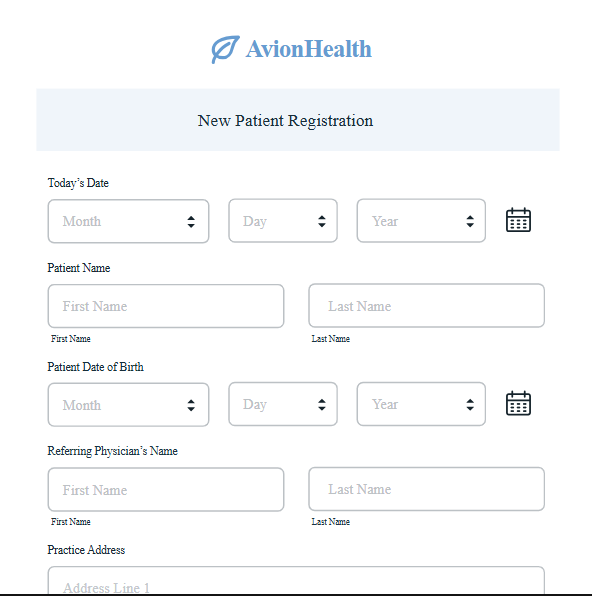 AvionHealth
New Patient Registration
Today’s Date
Month Day Year
Patient Name
First Name Last Name
First Name Last Name
Patient Date of Birth
Month Day Year
Referring Physician’s Name
First Name Last Name
First Name Last Name
Practice Address
Address Line 1